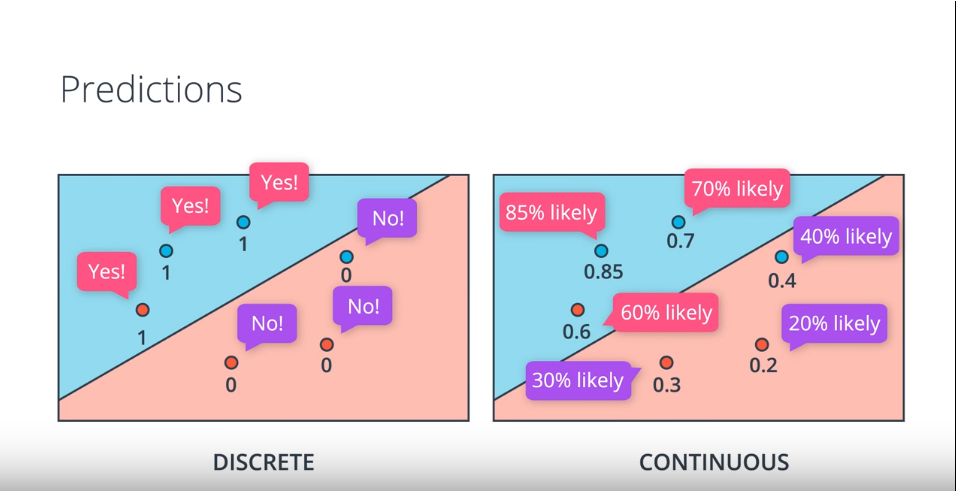 Predictions
Yes!
Yes!
Yes!
No!
No!
No!
1
1
1
0
0
0
DISCRETE
85% likely
70% likely
40% likely
60% likely
20% likely
30% likely
0.85
0.7
0.4
0.6
0.2
0.3
CONTINUOUS